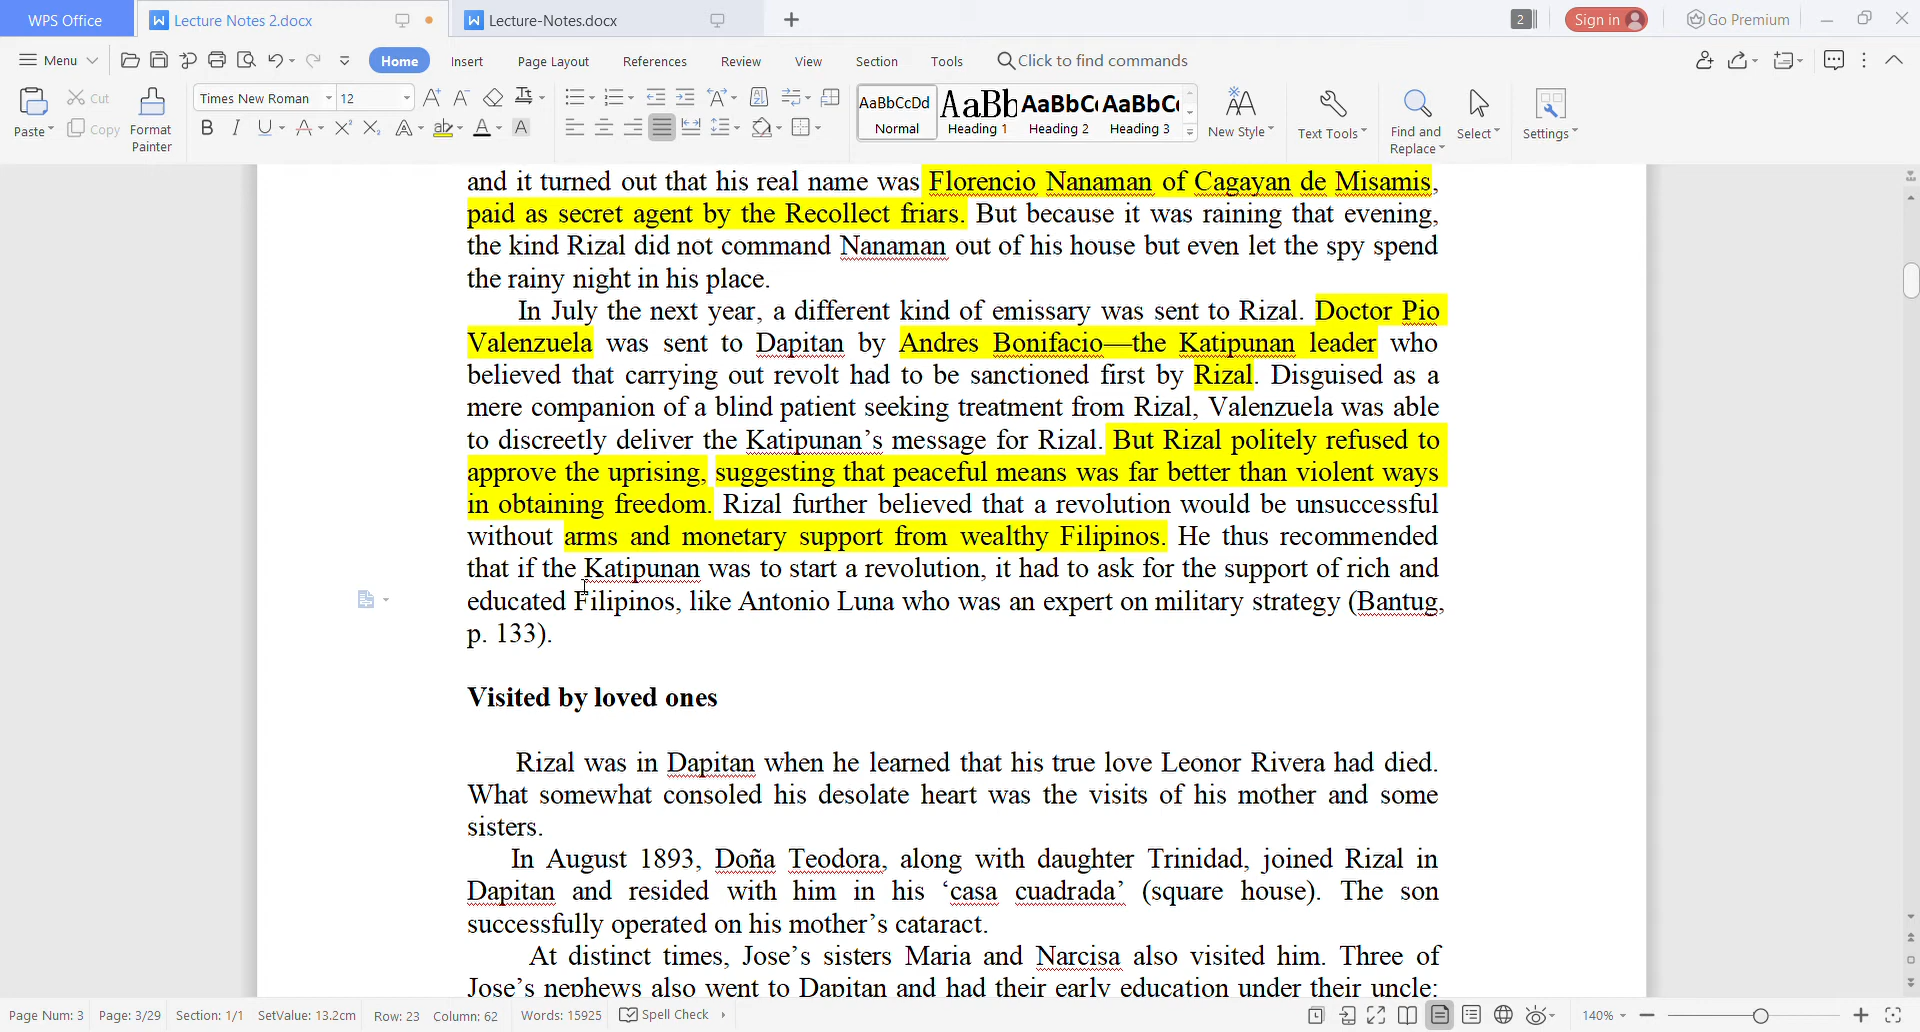 WPS Office
Lecture Notes 2.docx
Lecture-Notes.docx
2
Sign in
Go Premium
Menu
Home
Insert
Page Layout
References
Review
View
Section
Tools
Click to find commands
Paste
Cut
Copy
Format
Painter
Times New Roman
12
AaBbCcDd
Normal
AaBb
Heading 1
AaBbC
Heading 2
AaBbC
Heading 3
New Style
Text Tools
Find and
Replace
Select
Settings
and it turned out that his real name was Florencio Nanaman of Cagayan de Misamis,
paid as secret agent by the Recollect friars. But because it was raining that evening,
the kind Rizal did not command Nanaman out of his house but even let the spy spend
the rainy night in his place.
In July the next year, a different kind of emissary was sent to Rizal. Doctor Pio
Valenzuela was sent to Dapitan by Andres Bonifacio—the Katipunan leader who
believed that carrying out revolt had to be sanctioned first by Rizal. Disguised as a
mere companion of a blind patient seeking treatment from Rizal, Valenzuela was able
to discreetly deliver the Katipunan’s message for Rizal. But Rizal politely refused to
approve the uprising, suggesting that peaceful means was far better than violent ways
in obtaining freedom. Rizal further believed that a revolution would be unsuccessful
without arms and monetary support from wealthy Filipinos. He thus recommended
that if the Katipunan was to start a revolution, it had to ask for the support of rich and
educated Filipinos, like Antonio Luna who was an expert on military strategy (Bantug,
p. 133).
Visited by loved ones
Rizal was in Dapitan when he learned that his true love Leonor Rivera had died.
What somewhat consoled his desolate heart was the visits of his mother and some
sisters.
In August 1893, Doña Teodora, along with daughter Trinidad, joined Rizal in
Dapitan and resided with him in his ‘casa cuadrada’ (square house). The son
successfully operated on his mother’s cataract.
At distinct times, Jose’s sisters Maria and Narcisa also visited him. Three of
Jose’s nephews also went to Dapitan and had their early education under their uncle:
Page Num: 3 Page: 3/29 Section: 1/1 SetValue: 13.2cm Row: 23 Column: 62 Words: 15925 Spell Check 140%